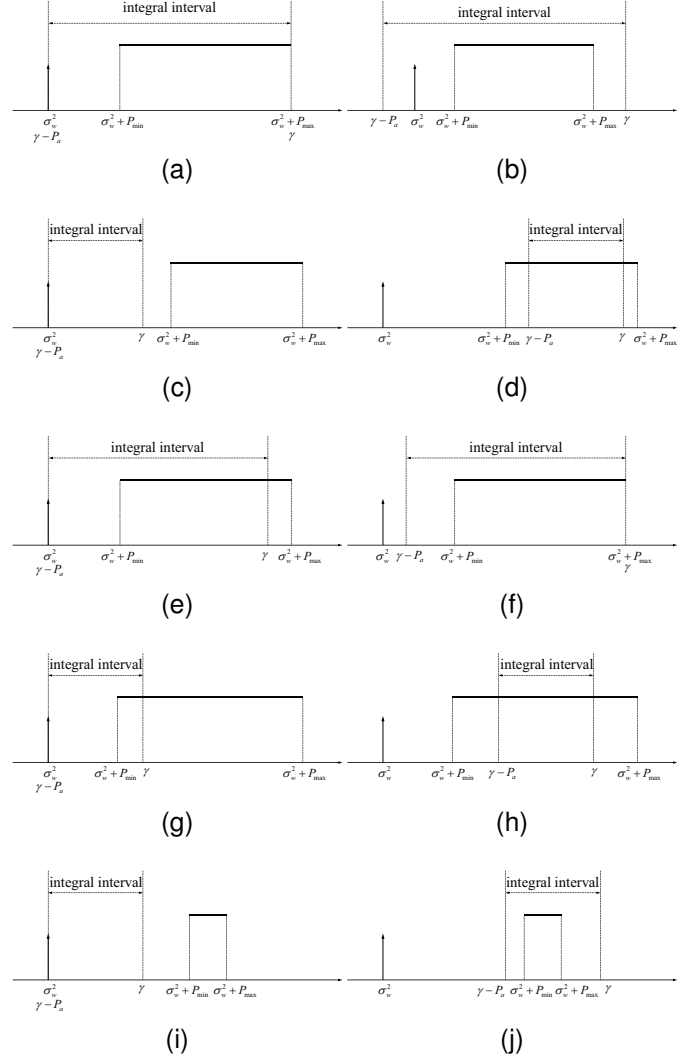 integral interval
σ_w^2
γ − P_a
σ_w^2 + P_min
σ_w^2 + P_max
γ
(a)
integral interval
γ − P_a
σ_w^2
σ_w^2 + P_min
σ_w^2 + P_max
γ
(b)
integral interval
σ_w^2
γ − P_a
γ
σ_w^2 + P_min
σ_w^2 + P_max
(c)
integral interval
σ_w^2
σ_w^2 + P_min
γ − P_a
γ
σ_w^2 + P_max
(d)
integral interval
σ_w^2
γ − P_a
σ_w^2 + P_min
γ
σ_w^2 + P_max
(e)
integral interval
σ_w^2
γ − P_a
σ_w^2 + P_min
σ_w^2 + P_max
γ
(f)
integral interval
σ_w^2
γ − P_a
σ_w^2 + P_min
γ
σ_w^2 + P_max
(g)
integral interval
σ_w^2
σ_w^2 + P_min
γ − P_a
γ
σ_w^2 + P_max
(h)
integral interval
σ_w^2
γ − P_a
γ
σ_w^2 + P_min
σ_w^2 + P_max
(i)
integral interval
σ_w^2
γ − P_a
σ_w^2 + P_min
σ_w^2 + P_max
γ
(j)